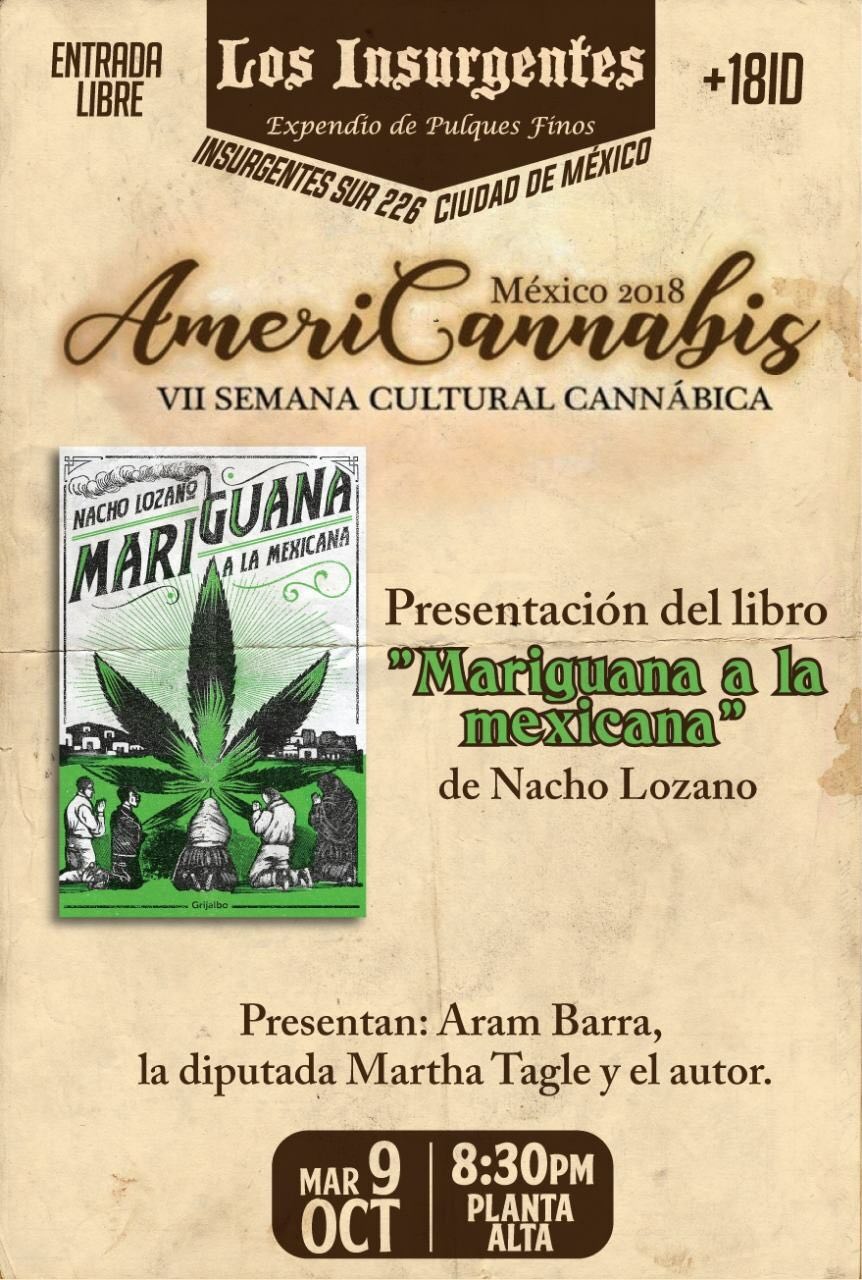 ENTRADA
LIBRE
Los Insurgentes
Expendio de Pulques Finos
+18ID
INSURGENTES SUR 226 CIUDAD DE MÉXICO
México 2018
AmeriCannabis
VII SEMANA CULTURAL CANNÁBICA
NACHO LOZANO
MARIGUANA
A LA MEXICANA
Grijalbo
Presentación del libro
"Mariguana a la
mexicana"
de Nacho Lozano
Presentan: Aram Barra,
la diputada Martha Tagle y el autor.
MAR 9
OCT
8:30PM
PLANTA
ALTA